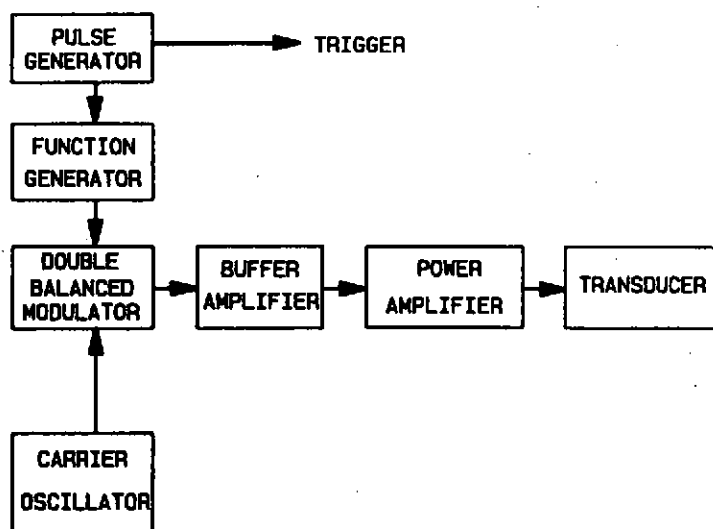 PULSE
GENERATOR
TRIGGER
FUNCTION
GENERATOR
DOUBLE
BALANCED
MODULATOR
BUFFER
AMPLIFIER
POWER
AMPLIFIER
TRANSDUCER
CARRIER
OSCILLATOR